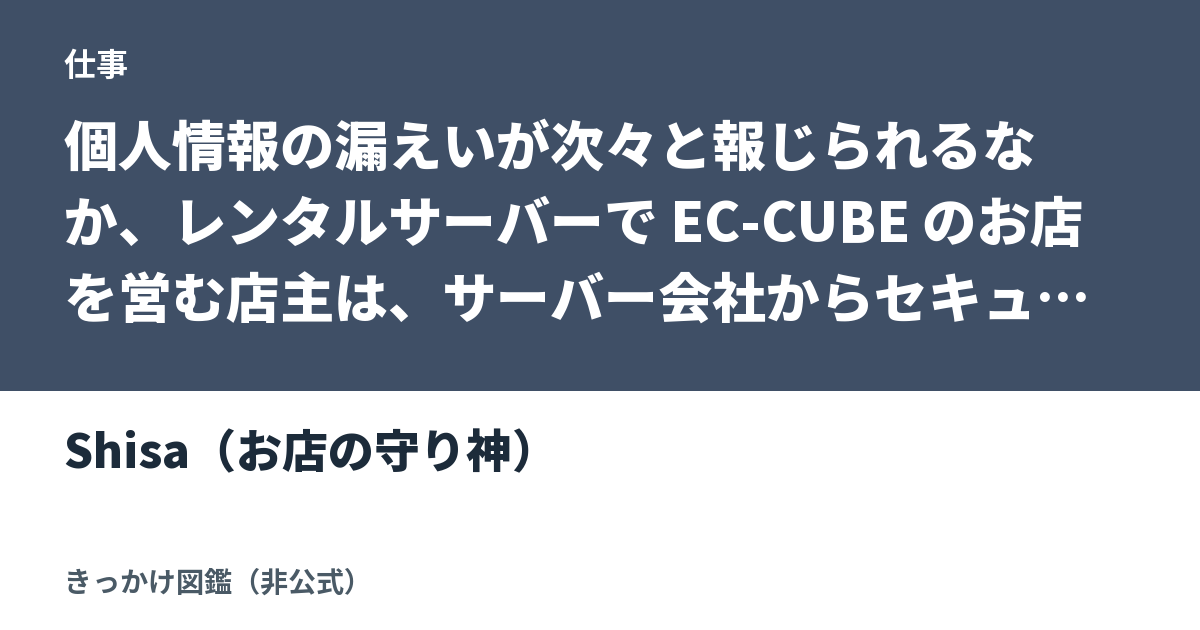 仕事
個人情報の漏えいが次々と報じられるな
か、レンタルサーバーで EC-CUBE のお店
を営む店主は、サーバー会社からセキュ…
Shisa（お店の守り神）
きっかけ図鑑（非公式）